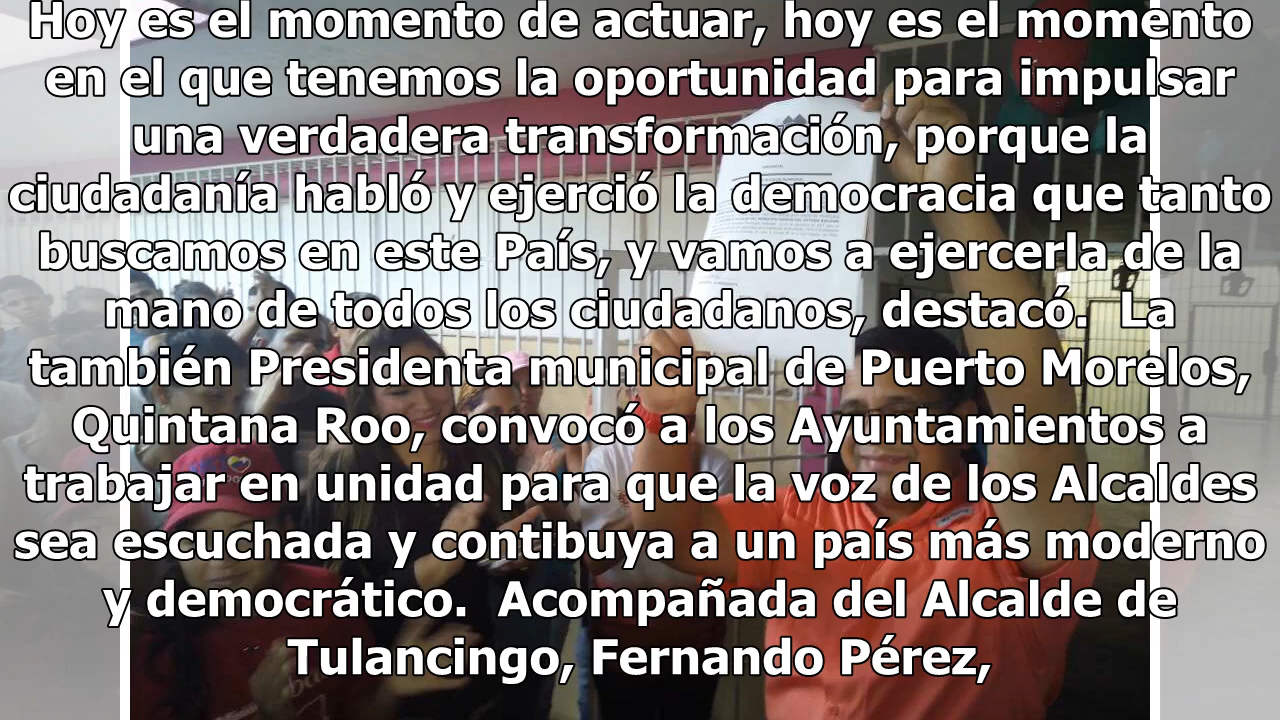 Hoy es el momento de actuar, hoy es el momento
en el que tenemos la oportunidad para impulsar
una verdadera transformación, porque la
ciudadanía habló y ejerció la democracia que tanto
buscamos en este País, y vamos a ejercerla de la
mano de todos los ciudadanos, destacó.  La
también Presidenta municipal de Puerto Morelos,
Quintana Roo, convocó a los Ayuntamientos a
trabajar en unidad para que la voz de los Alcaldes
sea escuchada y contibuya a un país más moderno
y democrático.  Acompañada del Alcalde de
Tulancingo, Fernando Pérez,